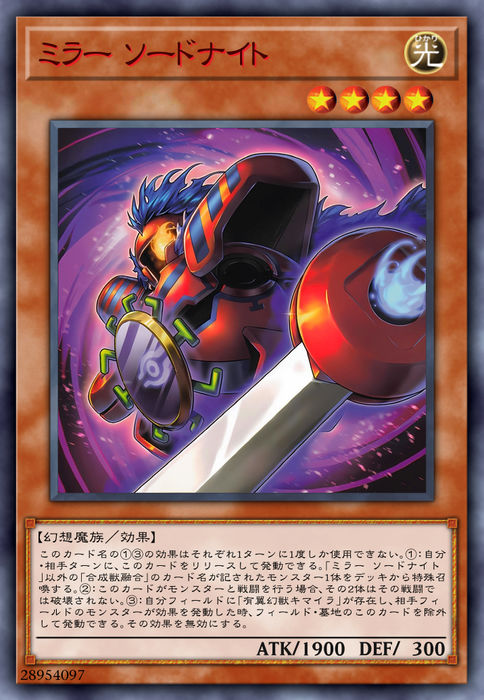 ミラー ソードナイト
ひかり
光
【幻想魔族／効果】
このカード名の①③の効果はそれぞれ1ターンに1度しか使用できない。①：自分
・相手ターンに、このカードをリリースして発動できる。「ミラー ソードナイト
」以外の「合成獣融合」のカード名が記されたモンスター1体をデッキから特殊召
喚する。②：このカードがモンスターと戦闘を行う場合、その2体はその戦闘で
は破壊されない。③：自分フィールドに「有翼幻獣キマイラ」が存在し、相手フィ
ールドのモンスターが効果を発動した時、フィールド・墓地のこのカードを除外
して発動できる。その効果を無効にする。
ATK/1900 DEF/ 300
28954097